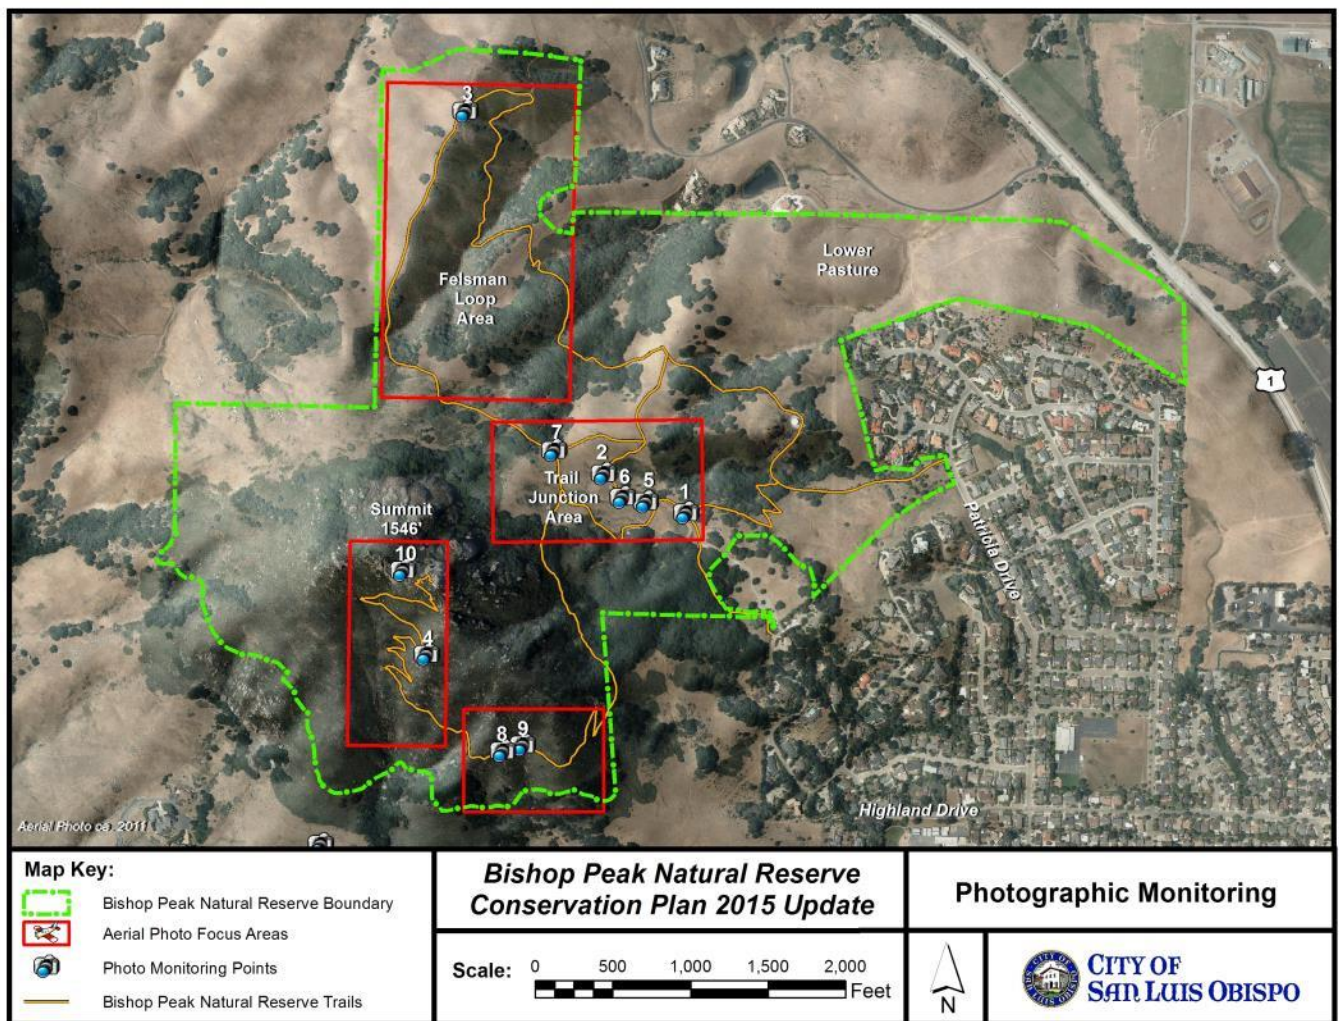 3
3
Lower
Pasture
Felsman
Loop
Area
1
7
2
6
5
1
Trail
Junction
Area
Summit
1546'
10
4
Patricia Drive
8
9
Highland Drive
Aerial Photo ca. 2011
Map Key:
Bishop Peak Natural Reserve Boundary
Aerial Photo Focus Areas
Photo Monitoring Points
Bishop Peak Natural Reserve Trails
Bishop Peak Natural Reserve
Conservation Plan 2015 Update
Scale: 0 500 1,000 1,500 2,000
Feet
Photographic Monitoring
N
CITY OF
SAN LUIS OBISPO